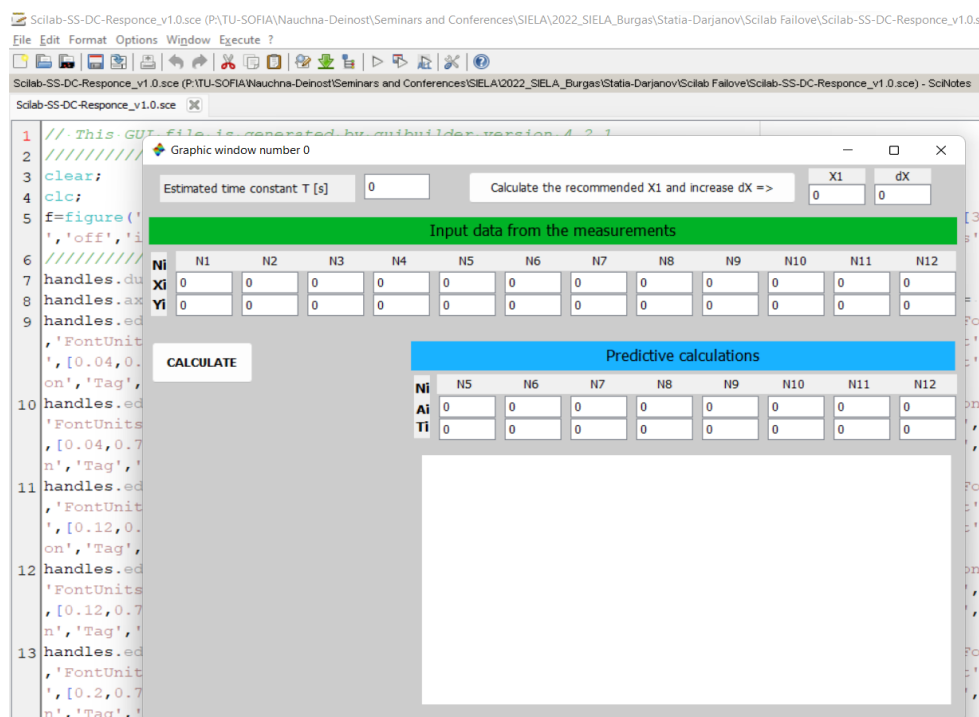 Scilab-SS-DC-Responce_v1.0.sce (P:\TU-SOFIA\Nauchna-Deinost\Seminars and Conferences\SIELA\2022_SIELA_Burgas\Statia-Darjanov\Scilab Failove\Scilab-SS-DC-Responce_v1.0.s
File Edit Format Options Window Execute ?
Scilab-SS-DC-Responce_v1.0.sce (P:\TU-SOFIA\Nauchna-Deinost\Seminars and Conferences\SIELA\2022_SIELA_Burgas\Statia-Darjanov\Scilab Failove\Scilab-SS-DC-Responce_v1.0.sce) - SciNotes
Scilab-SS-DC-Responce_v1.0.sce
1 // This GUI file is generated by guibuilder version 4.2.1
2 //////////
3 clear;
4 clc;
5 f=figure('
','off','i
6 //////////
7 handles.du
8 handles.ax
9 handles.ed
,'FontUnit
',[0.04,0.
on','Tag',
10 handles.ed
'FontUnits
,[0.04,0.7
n','Tag','
11 handles.ed
,'FontUnit
',[0.12,0.
on','Tag',
12 handles.ed
'FontUnits
,[0.12,0.7
n','Tag','
13 handles.ed
,'FontUnit
',[0.2,0.7
n','Tag','
Graphic window number 0
Estimated time constant T [s] 0 Calculate the recommended X1 and increase dX =>
X1 dX
0 0
Input data from the measurements
Ni N1 N2 N3 N4 N5 N6 N7 N8 N9 N10 N11 N12
Xi 0 0 0 0 0 0 0 0 0 0 0 0
Yi 0 0 0 0 0 0 0 0 0 0 0 0
CALCULATE
Predictive calculations
Ni N5 N6 N7 N8 N9 N10 N11 N12
Ai 0 0 0 0 0 0 0 0
Ti 0 0 0 0 0 0 0 0